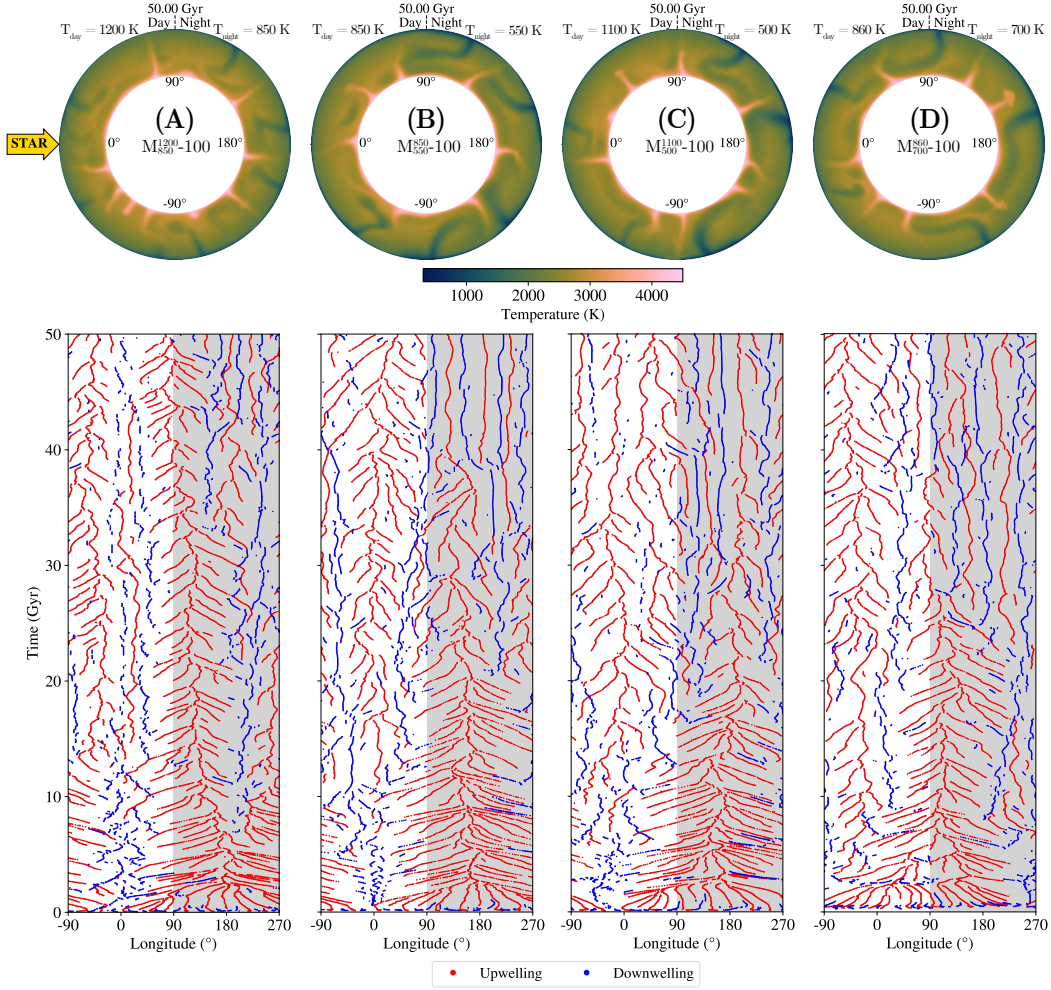 50.00 Gyr 50.00 Gyr 50.00 Gyr 50.00 Gyr
Day Night Day Night Day Night Day Night
T_day = 1200 K T_night = 850 K T_day = 850 K T_night = 550 K T_day = 1100 K T_night = 500 K T_day = 860 K T_night = 700 K
90° 90° 90° 90°
(A) (B) (C) (D)
STAR 0° 180° 0° 180° 0° 180° 0° 180°
M^1200_850-100 M^850_550-100 M^1100_500-100 M^860_700-100
-90° -90° -90° -90°
1000 2000 3000 4000
Temperature (K)
50
40
30
20
10
0
Time (Gyr)
-90 0 90 180 270 -90 0 90 180 270 -90 0 90 180 270 -90 0 90 180 270
Longitude (°) Longitude (°) Longitude (°) Longitude (°)
Upwelling Downwelling